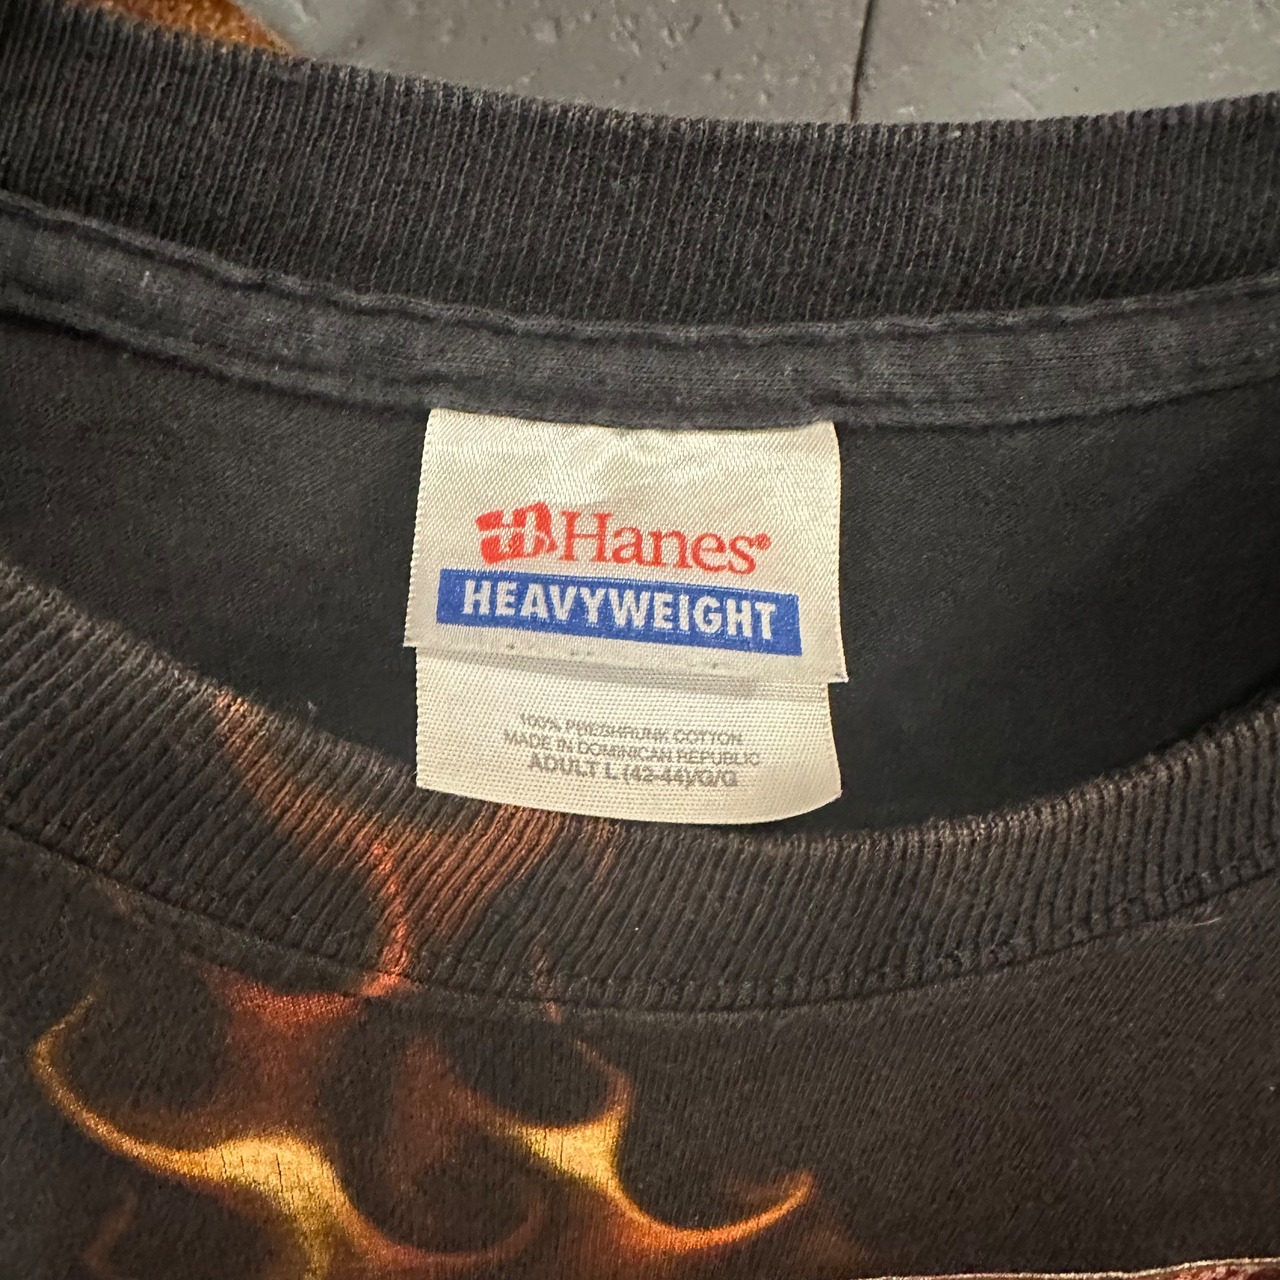 Hanes®
HEAVYWEIGHT
100% PRESHRUNK COTTON
MADE IN DOMINICAN REPUBLIC
ADULT L (42-44)/G/G